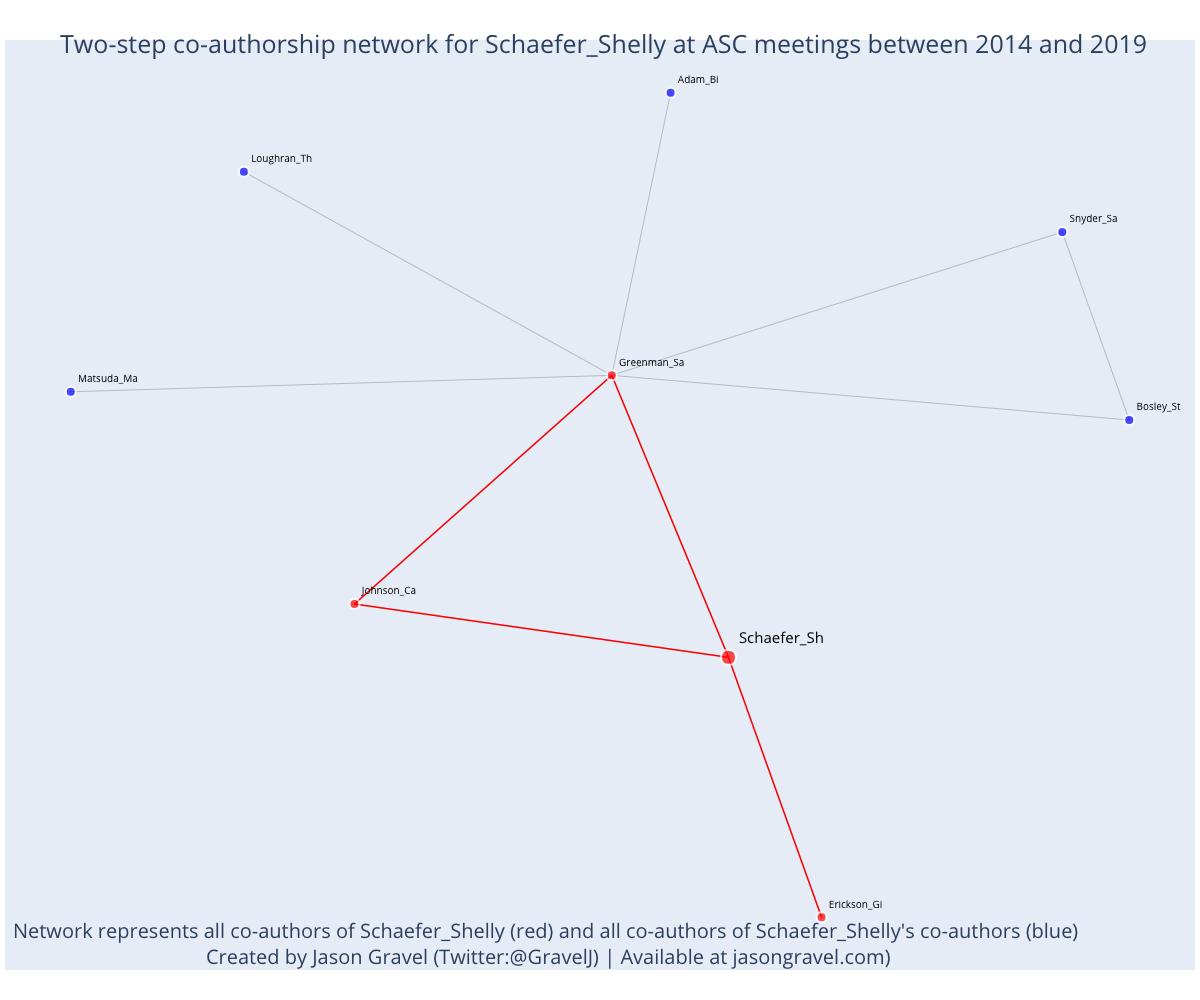 Two-step co-authorship network for Schaefer_Shelly at ASC meetings between 2014 and 2019
Adam_Bi
Loughran_Th
Snyder_Sa
Greenman_Sa
Matsuda_Ma
Bosley_St
Johnson_Ca
Schaefer_Sh
Erickson_Gi
Network represents all co-authors of Schaefer_Shelly (red) and all co-authors of Schaefer_Shelly's co-authors (blue)
Created by Jason Gravel (Twitter:@GravelJ) | Available at jasongravel.com)